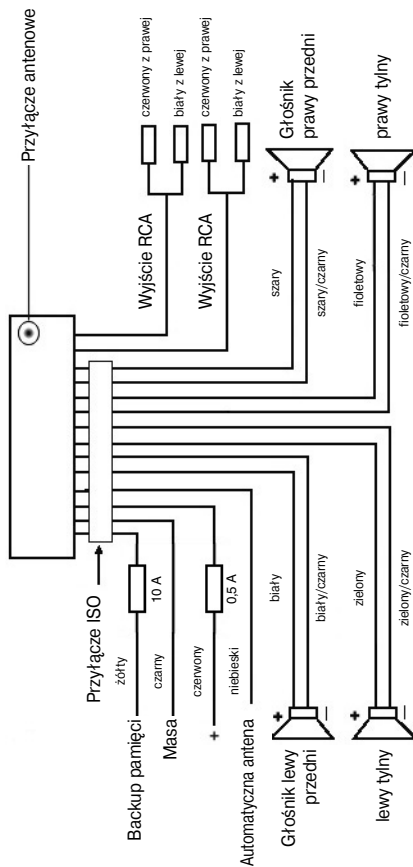 Przyłącze antenowe
czerwony z prawej
biały z lewej
czerwony z prawej
biały z lewej
Wyjście RCA
Wyjście RCA
Głośnik
prawy przedni
+
–
szary
szary/czarny
prawy tylny
+
–
fioletowy
fioletowy/czarny
Przyłącze ISO
żółty
10 A
Backup pamięci
czarny
Masa
czerwony
0,5 A
+
niebieski
Automatyczna antena
biały
biały/czarny
+
–
Głośnik lewy
przedni
zielony
zielony/czarny
+
–
lewy tylny